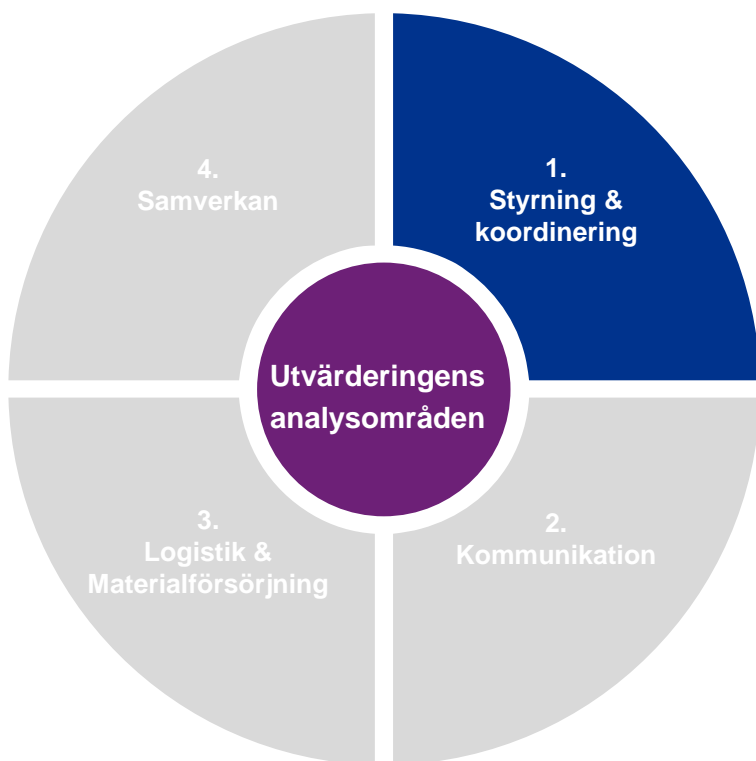 4.
Samverkan
1.
Styrning &
koordinering
Utvärderingens
analysområden
3.
Logistik &
Materialförsörjning
2.
Kommunikation